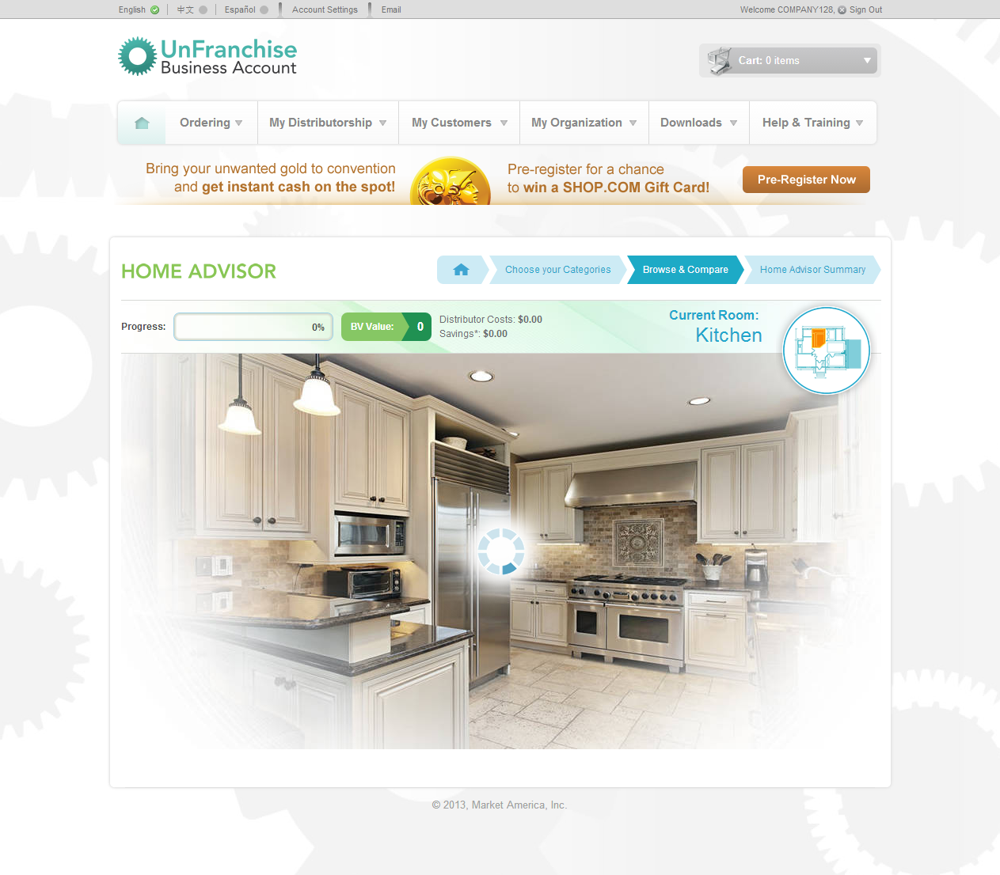 English 中文 Español Account Settings Email Welcome COMPANY128, Sign Out
UnFranchise
Business Account
Cart: 0 items
Ordering My Distributorship My Customers My Organization Downloads Help & Training
Bring your unwanted gold to convention
and get instant cash on the spot!
Pre-register for a chance
to win a SHOP.COM Gift Card!
Pre-Register Now
HOME ADVISOR
Choose your Categories Browse & Compare Home Advisor Summary
Progress: 0% BV Value: 0
Distributor Costs: $0.00
Savings*: $0.00
Current Room:
Kitchen
© 2013, Market America, Inc.